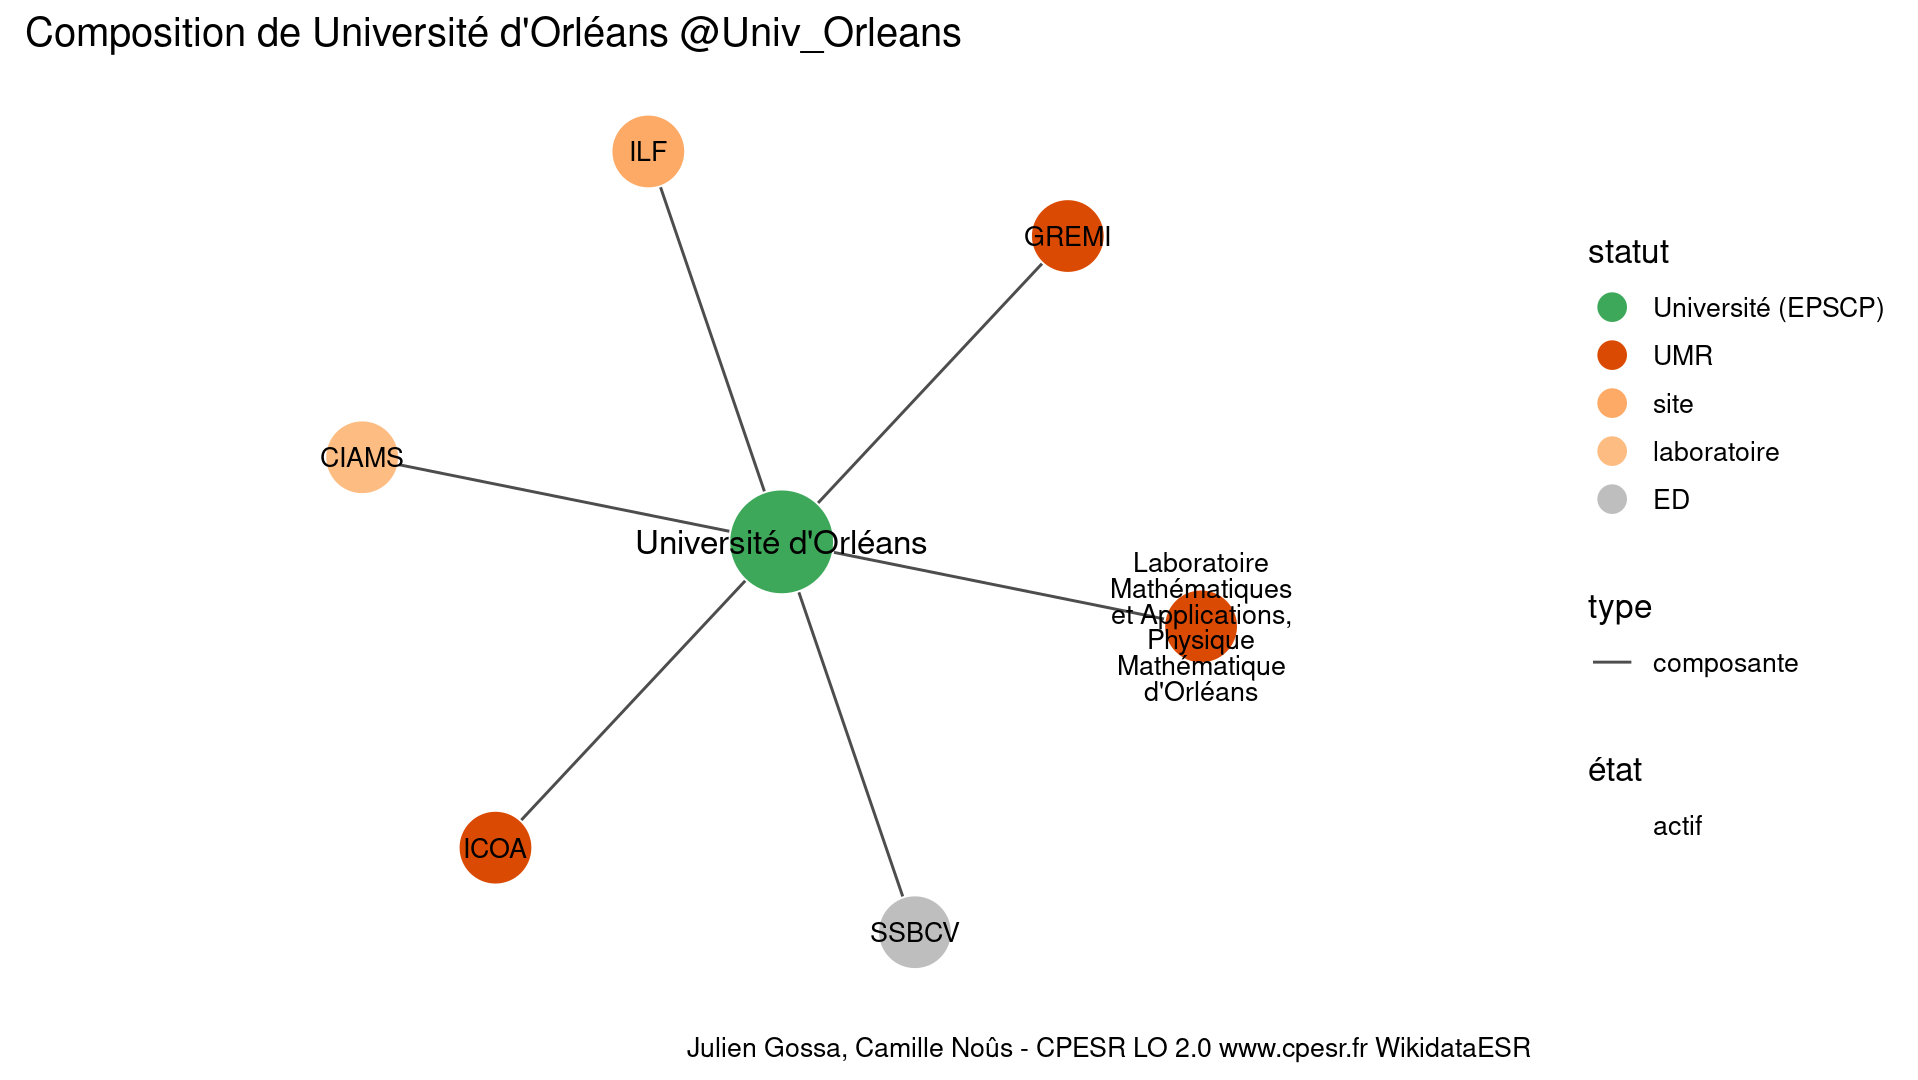 Composition de Université d'Orléans @Univ_Orleans
ILF
GREMI
CIAMS
Université d'Orléans
Laboratoire
Mathématiques
et Applications,
Physique
Mathématique
d'Orléans
ICOA
SSBCV
statut
Université (EPSCP)
UMR
site
laboratoire
ED
type
composante
état
actif
Julien Gossa, Camille Noûs - CPESR LO 2.0 www.cpesr.fr WikidataESR